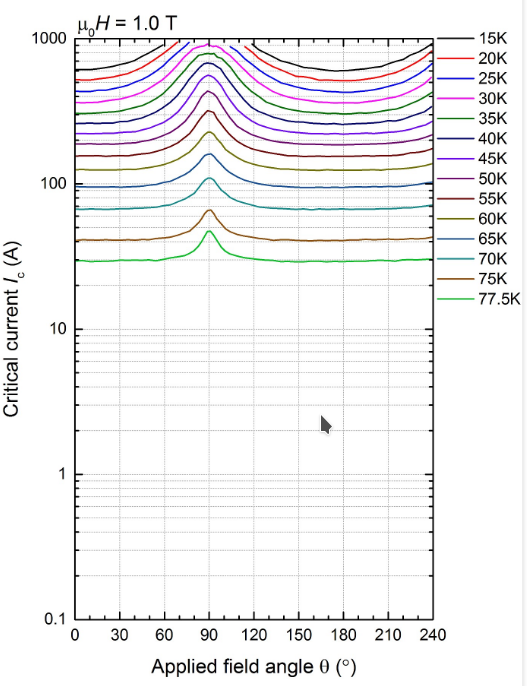 μ₀H = 1.0 T
1000
100
10
1
0.1
Critical current I_c (A)
0
30
60
90
120
150
180
210
240
Applied field angle θ (°)
15K
20K
25K
30K
35K
40K
45K
50K
55K
60K
65K
70K
75K
77.5K